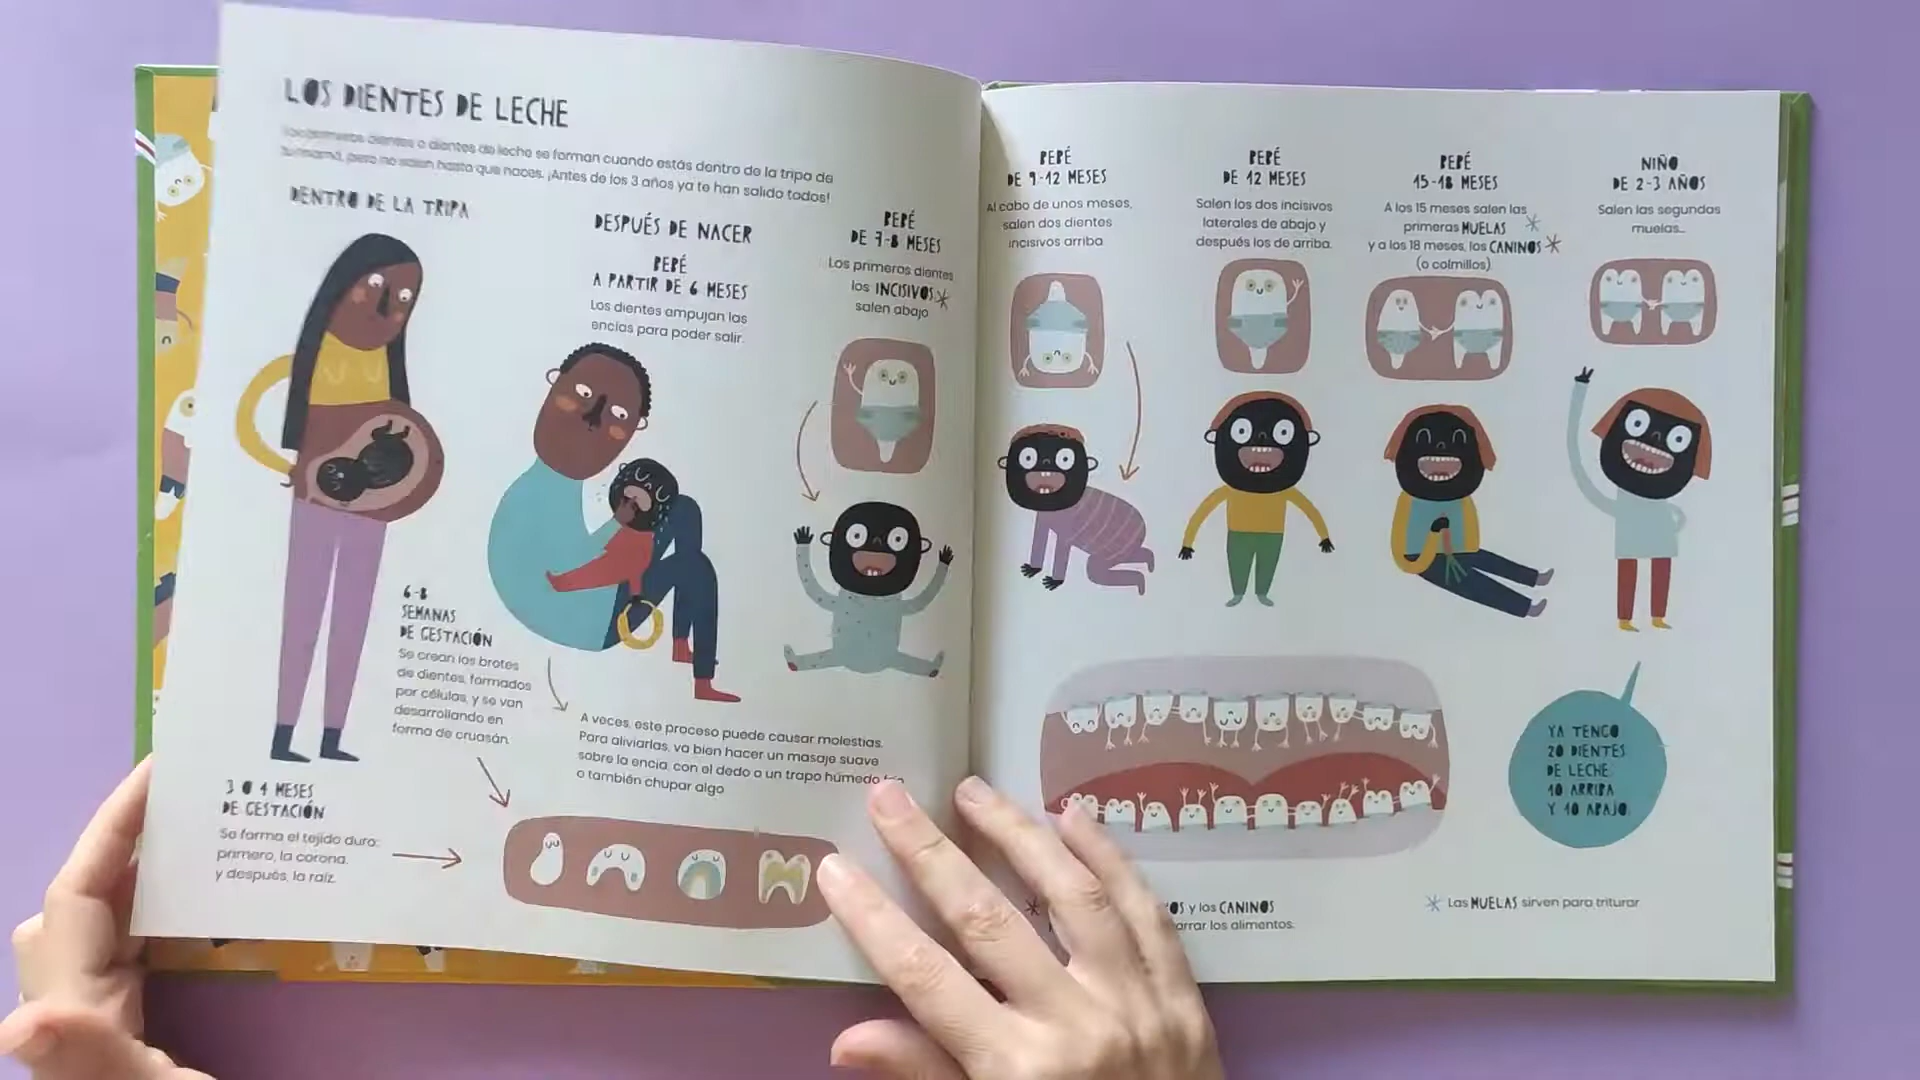 LOS DIENTES DE LECHE
Los primeros dientes o dientes de leche se forman cuando estás dentro de la tripa de
tu mamá, pero no salen hasta que naces. ¡Antes de los 3 años ya te han salido todos!
DENTRO DE LA TRIPA
DESPUÉS DE NACER
BEBÉ
A PARTIR DE 6 MESES
Los dientes empujan las
encías para poder salir.
BEBÉ
DE 7-8 MESES
Los primeros dientes
los INCISIVOS*
salen abajo
6-8
SEMANAS
DE GESTACIÓN
Se crean los brotes
de dientes, formados
por células, y se van
desarrollando en
forma de cruasán.
A veces, este proceso puede causar molestias.
Para aliviarlas, va bien hacer un masaje suave
sobre la encía, con el dedo o un trapo húmedo
o también chupar algo
3 O 4 MESES
DE GESTACIÓN
Se forma el tejido duro:
primero, la corona,
y después, la raíz.
BEBÉ
DE 9-12 MESES
Al cabo de unos meses,
salen dos dientes
incisivos arriba
BEBÉ
DE 12 MESES
Salen los dos incisivos
laterales de abajo y
después los de arriba.
BEBÉ
15-18 MESES
A los 15 meses salen las
primeras MUELAS *
y a los 18 meses, los CANINOS *
(o colmillos)
NIÑO
DE 2-3 AÑOS
Salen las segundas
muelas...
YA TENGO
20 DIENTES
DE LECHE
10 ARRIBA
Y 10 ABAJO.
* y los CANINOS
los alimentos.
* Las MUELAS sirven para triturar